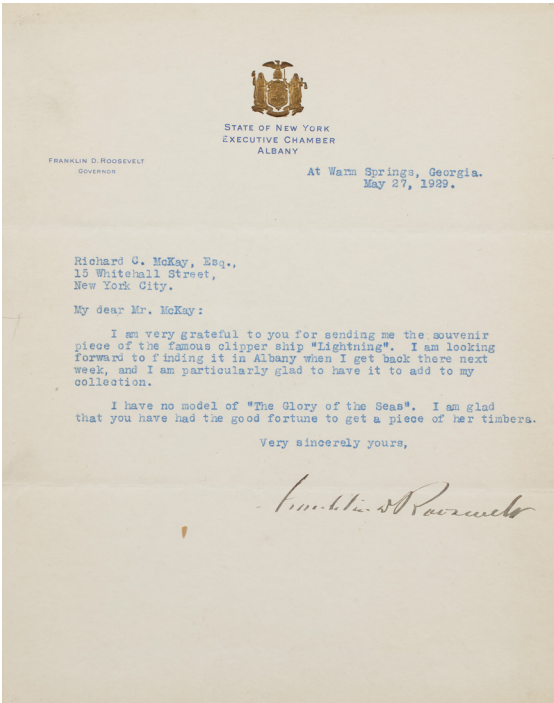 STATE OF NEW YORK
EXECUTIVE CHAMBER
ALBANY
FRANKLIN D. ROOSEVELT
GOVERNOR
At Warm Springs, Georgia.
May 27, 1929.
Richard C. McKay, Esq.,
15 Whitehall Street,
New York City.
My dear Mr. McKay:
I am very grateful to you for sending me the souvenir
piece of the famous clipper ship "Lightning". I am looking
forward to finding it in Albany when I get back there next
week, and I am particularly glad to have it to add to my
collection.
I have no model of "The Glory of the Seas". I am glad
that you have had the good fortune to get a piece of her timbers.
Very sincerely yours,
Franklin D Roosevelt